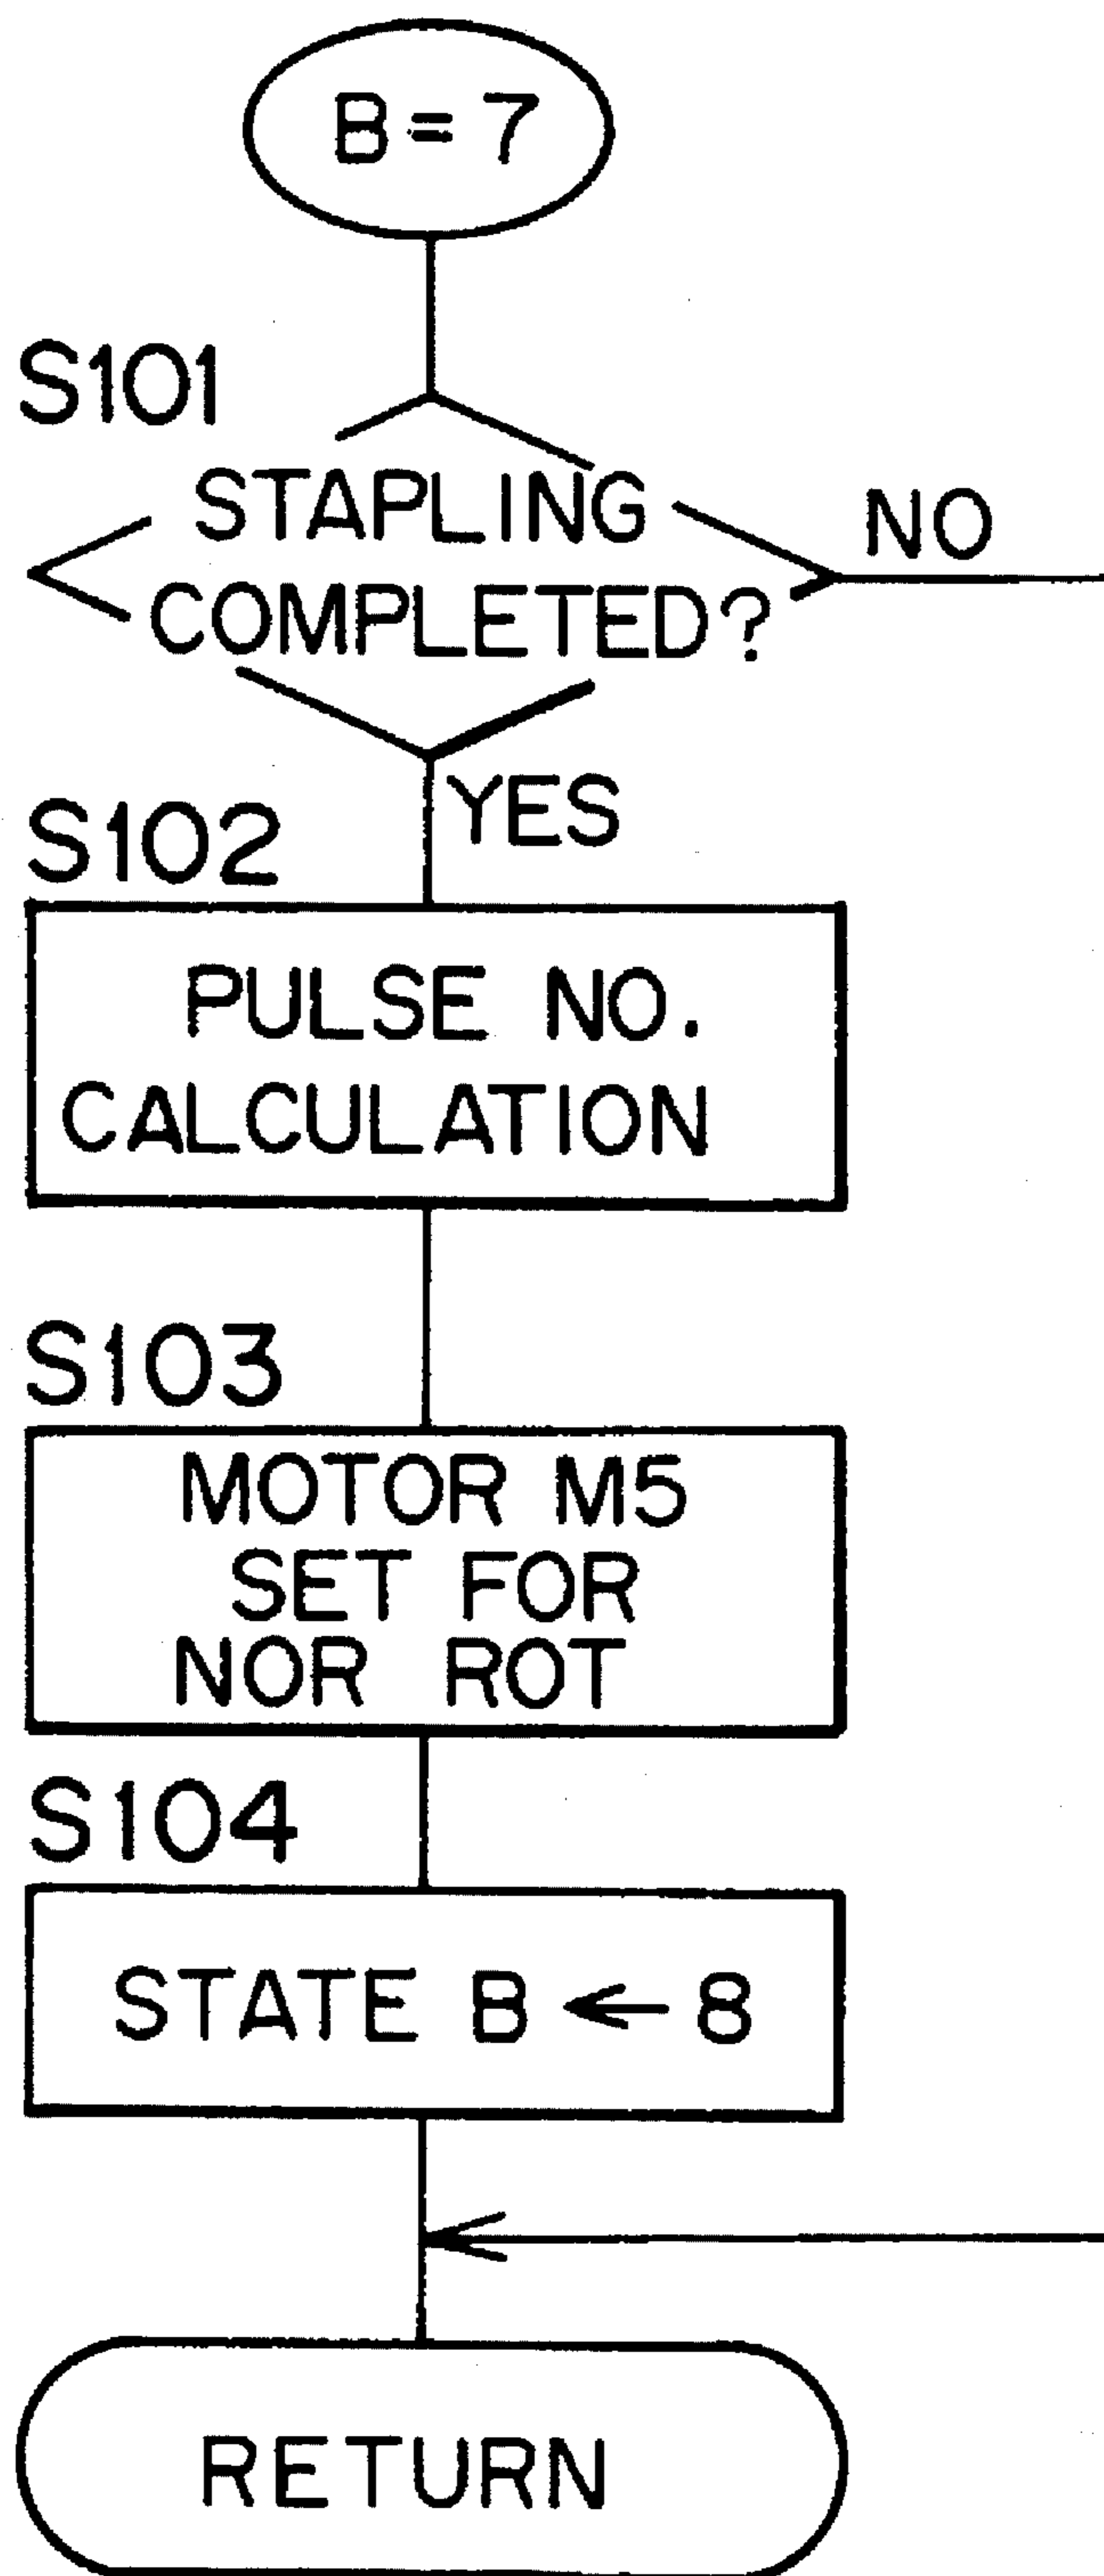 B = 7
S101
STAPLING
COMPLETED?
NO
YES
S102
PULSE NO.
CALCULATION
S103
MOTOR M5
SET FOR
NOR ROT
S104
STATE B ← 8
RETURN